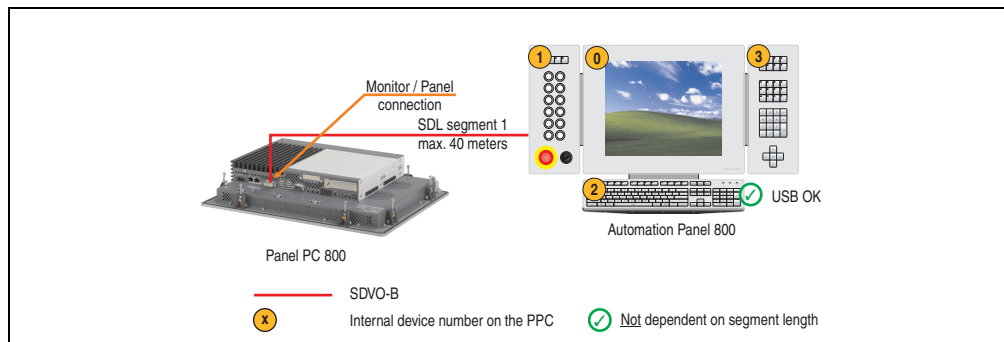 1
0
3
Monitor / Panel
connection
SDL segment 1
max. 40 meters
2
USB OK
Automation Panel 800
Panel PC 800
SDVO-B
x Internal device number on the PPC
Not dependent on segment length